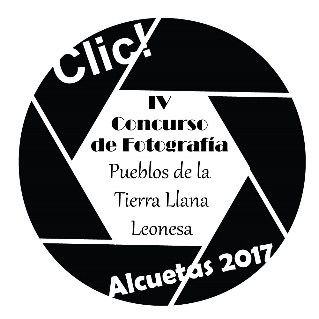 Clic!
IV
Concurso
de Fotografía
Pueblos de la
Tierra Llana
Leonesa
Alcuetas 2017